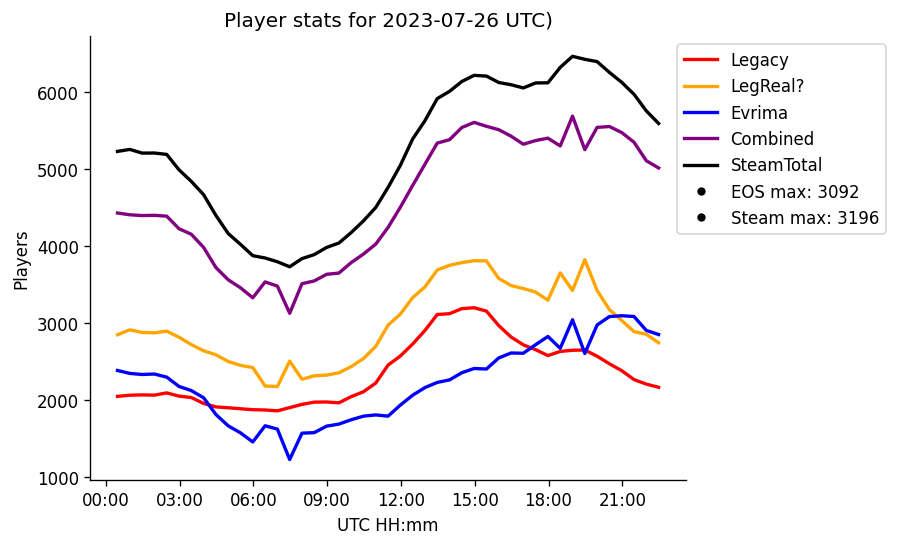 Player stats for 2023-07-26 UTC)
Legacy
LegReal?
Evrima
Combined
SteamTotal
EOS max: 3092
Steam max: 3196
Players
6000
5000
4000
3000
2000
1000
00:00 03:00 06:00 09:00 12:00 15:00 18:00 21:00
UTC HH:mm